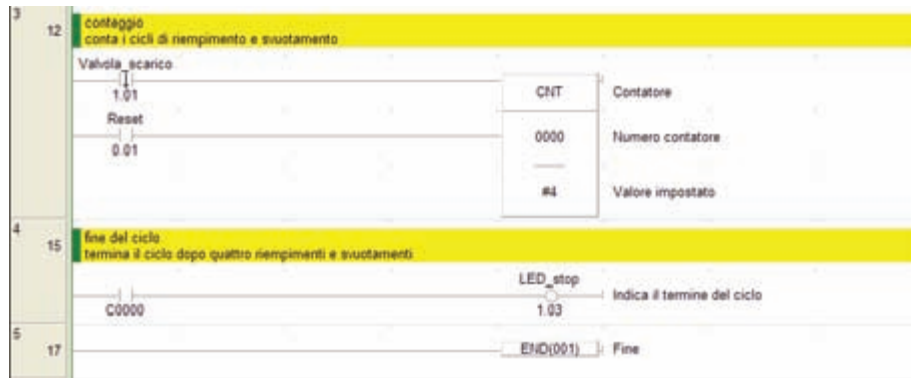 3
12
conteggio
conta i cicli di riempimento e svuotamento
Valvola_scarico
1.01
CNT
Contatore
Reset
0.01
0000
Numero contatore
#4
Valore impostato
4
15
fine del ciclo
termina il ciclo dopo quattro riempimenti e svuotamenti
LED_stop
C0000
1.03
Indica il termine del ciclo
5
17
END(001)
Fine